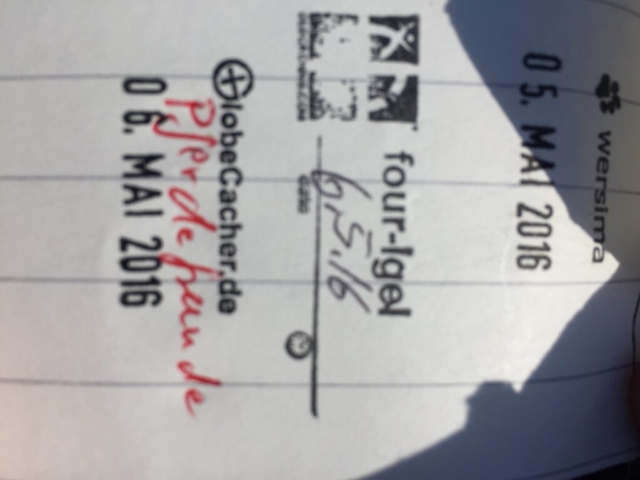 wersima
05. MAI 2016
four-Igel
6.5.16
GlobeCacher.de
Pferdefreunde
06. MAI 2016